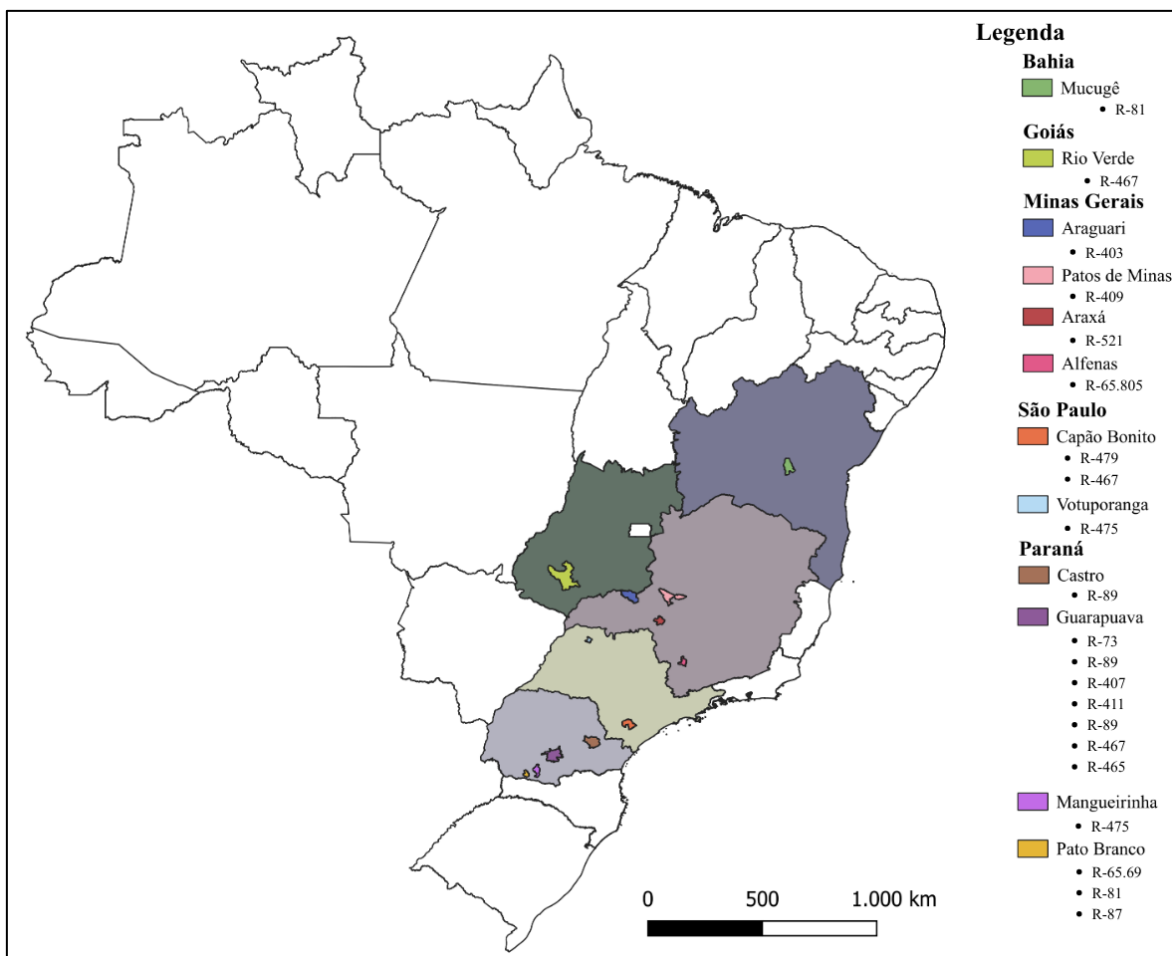 Legenda
Bahia
Mucugê
• R-81
Goiás
Rio Verde
• R-467
Minas Gerais
Araguari
• R-403
Patos de Minas
• R-409
Araxá
• R-521
Alfenas
• R-65.805
São Paulo
Capão Bonito
• R-479
• R-467
Votuporanga
• R-475
Paraná
Castro
• R-89
Guarapuava
• R-73
• R-89
• R-407
• R-411
• R-89
• R-467
• R-465
Mangueirinha
• R-475
Pato Branco
• R-65.69
• R-81
• R-87
0 500 1.000 km